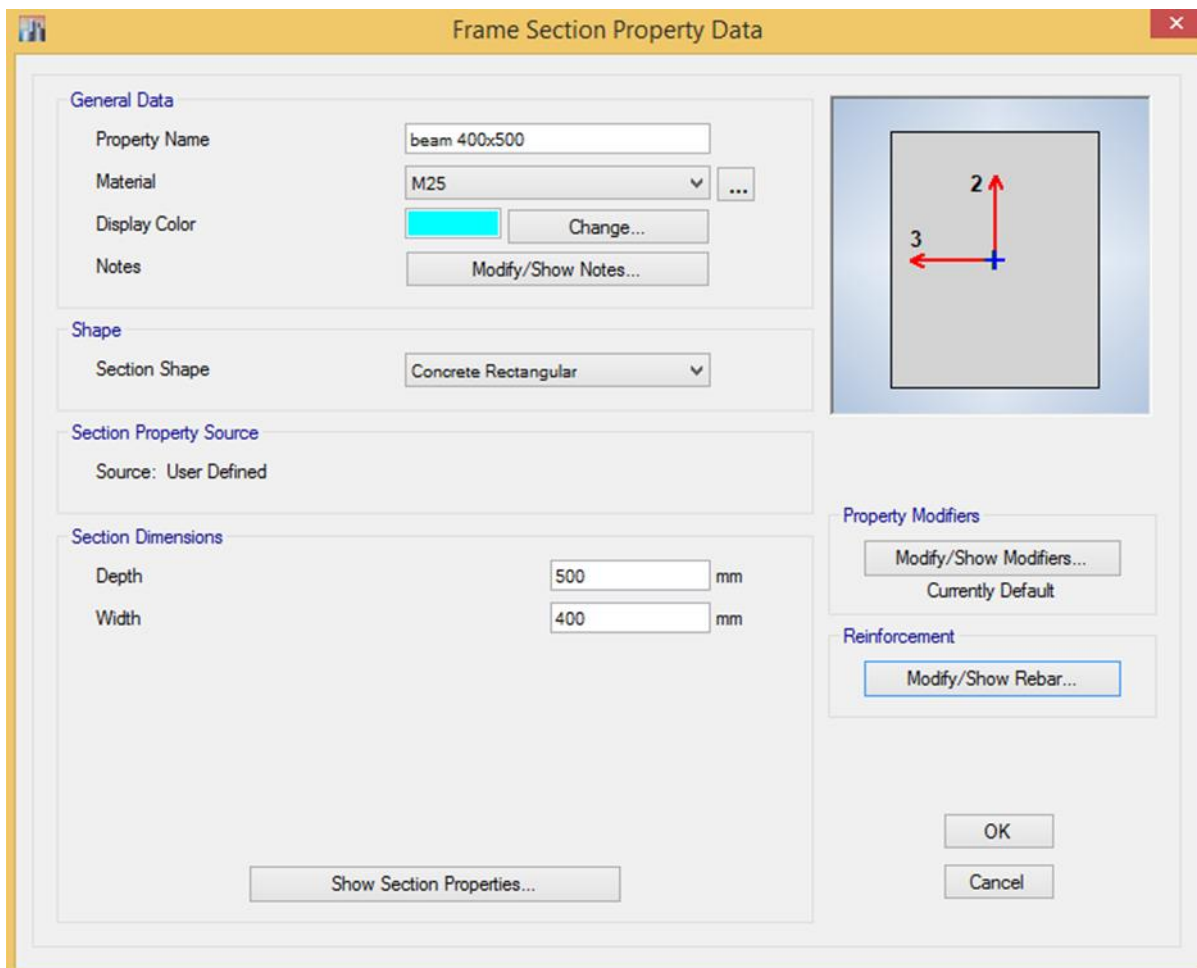 Frame Section Property Data
General Data
Property Name beam 400x500
Material M25 ...
Display Color Change...
Notes Modify/Show Notes...
2
3
Shape
Section Shape Concrete Rectangular
Section Property Source
Source: User Defined
Section Dimensions
Depth 500 mm
Width 400 mm
Show Section Properties...
Property Modifiers
Modify/Show Modifiers...
Currently Default
Reinforcement
Modify/Show Rebar...
OK
Cancel